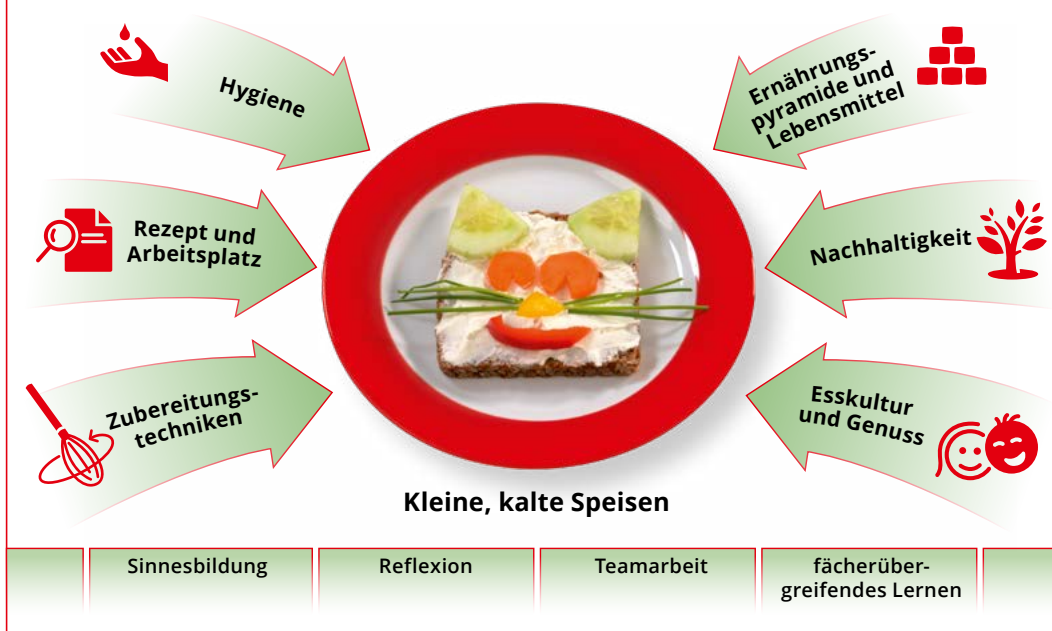 Hygiene
Ernährungs-
pyramide und
Lebensmittel
Rezept und
Arbeitsplatz
Nachhaltigkeit
Zubereitungs-
techniken
Esskultur
und Genuss
Kleine, kalte Speisen
Sinnesbildung
Reflexion
Teamarbeit
fächerüber-
greifendes Lernen